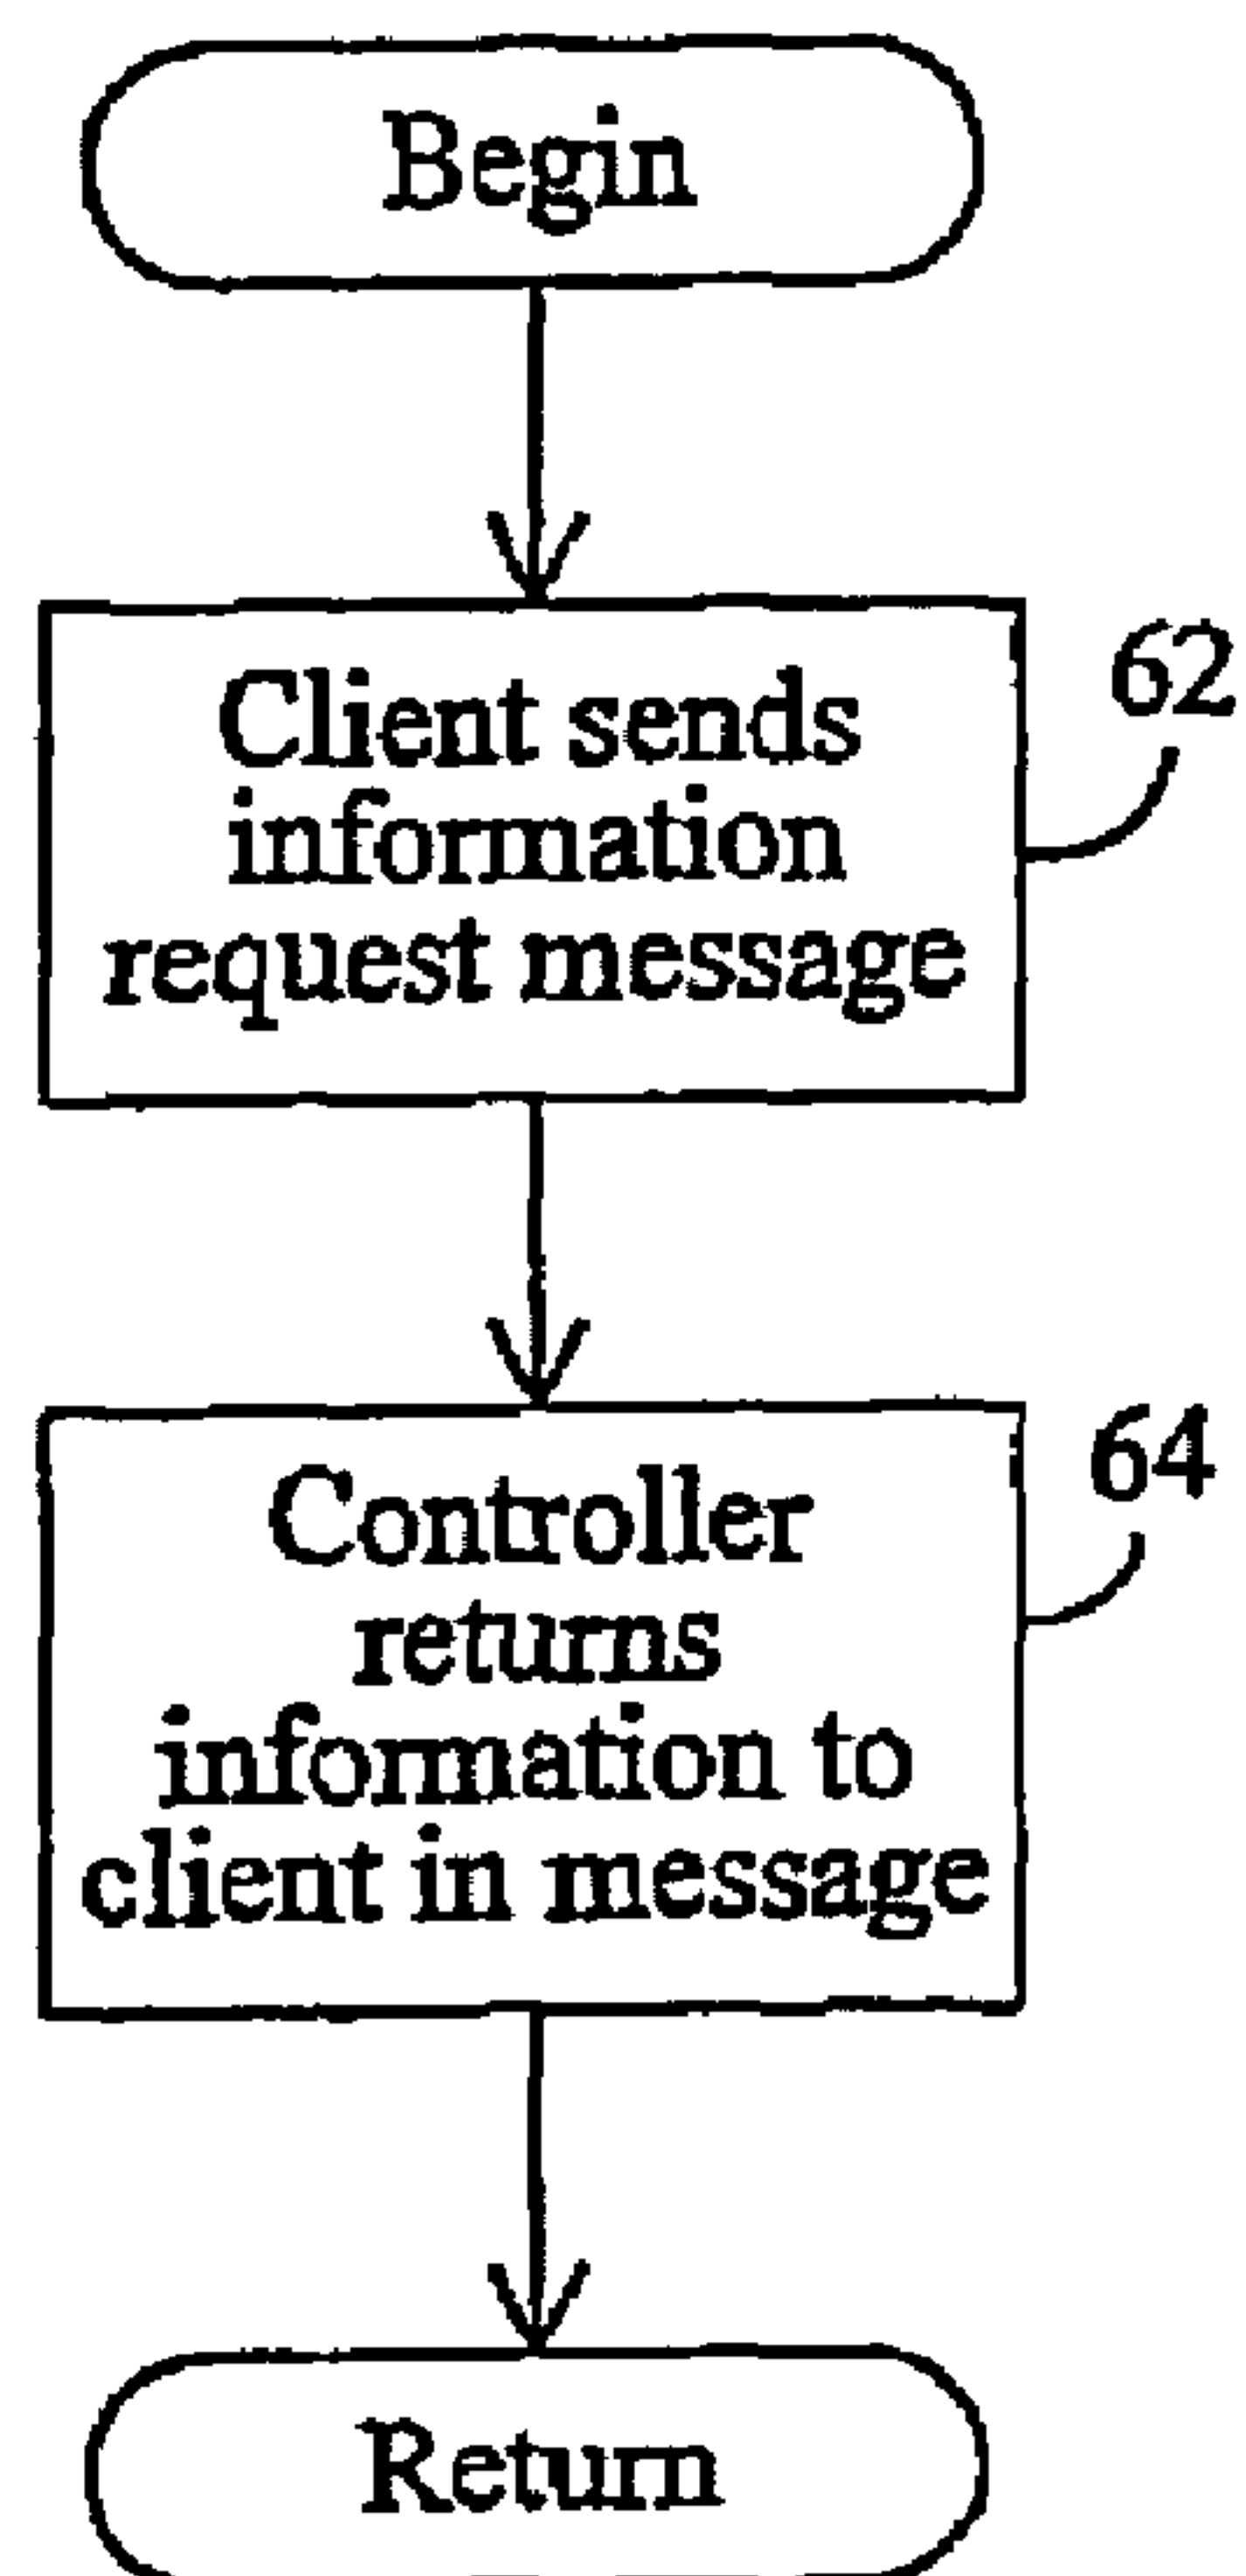 Begin
62
Client sends
information
request message
64
Controller
returns
information to
client in message
Return